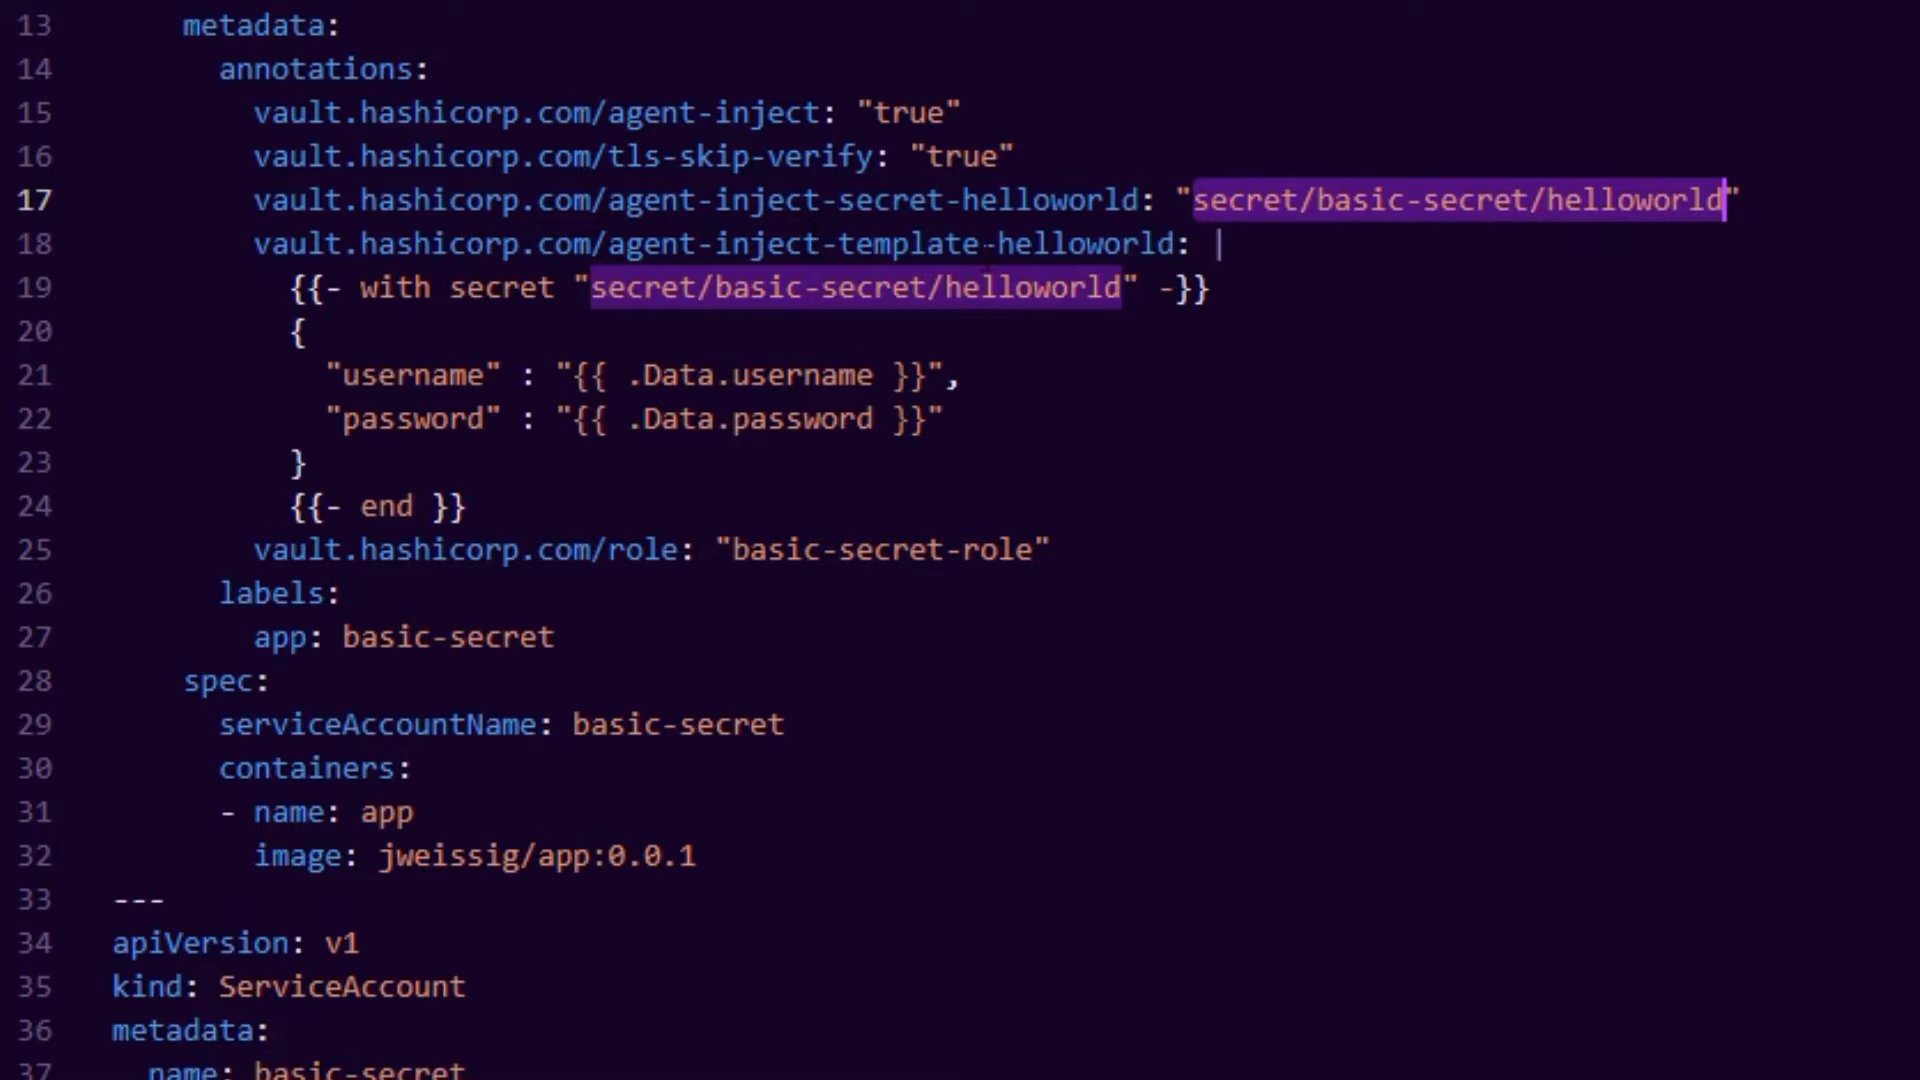 13 metadata:
14 annotations:
15 vault.hashicorp.com/agent-inject: "true"
16 vault.hashicorp.com/tls-skip-verify: "true"
17 vault.hashicorp.com/agent-inject-secret-helloworld: "secret/basic-secret/helloworld"
18 vault.hashicorp.com/agent-inject-template-helloworld: |
19 {{- with secret "secret/basic-secret/helloworld" -}}
20 {
21 "username" : "{{ .Data.username }}",
22 "password" : "{{ .Data.password }}"
23 }
24 {{- end }}
25 vault.hashicorp.com/role: "basic-secret-role"
26 labels:
27 app: basic-secret
28 spec:
29 serviceAccountName: basic-secret
30 containers:
31 - name: app
32 image: jweissig/app:0.0.1
33 ---
34 apiVersion: v1
35 kind: ServiceAccount
36 metadata:
37 name: basic-secret